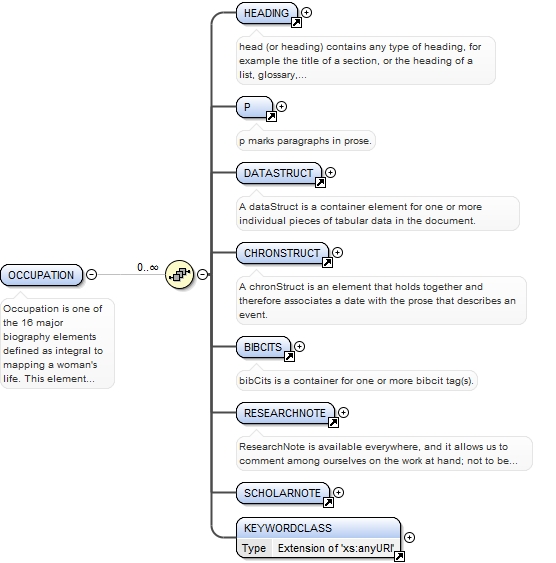 HEADING
head (or heading) contains any type of heading, for
example the title of a section, or the heading of a
list, glossary,...
P
p marks paragraphs in prose.
DATASTRUCT
A dataStruct is a container element for one or more
individual pieces of tabular data in the document.
CHRONSTRUCT
A chronStruct is an element that holds together and
therefore associates a date with the prose that describes an
event.
OCCUPATION
0..∞
Occupation is one of
the 16 major
biography elements
defined as integral to
mapping a woman's
life. This element...
BIBCITS
bibCits is a container for one or more bibcit tag(s).
RESEARCHNOTE
ResearchNote is available everywhere, and it allows us to
comment among ourselves on the work at hand; not to be...
SCHOLARNOTE
KEYWORDCLASS
Type Extension of 'xs:anyURI'